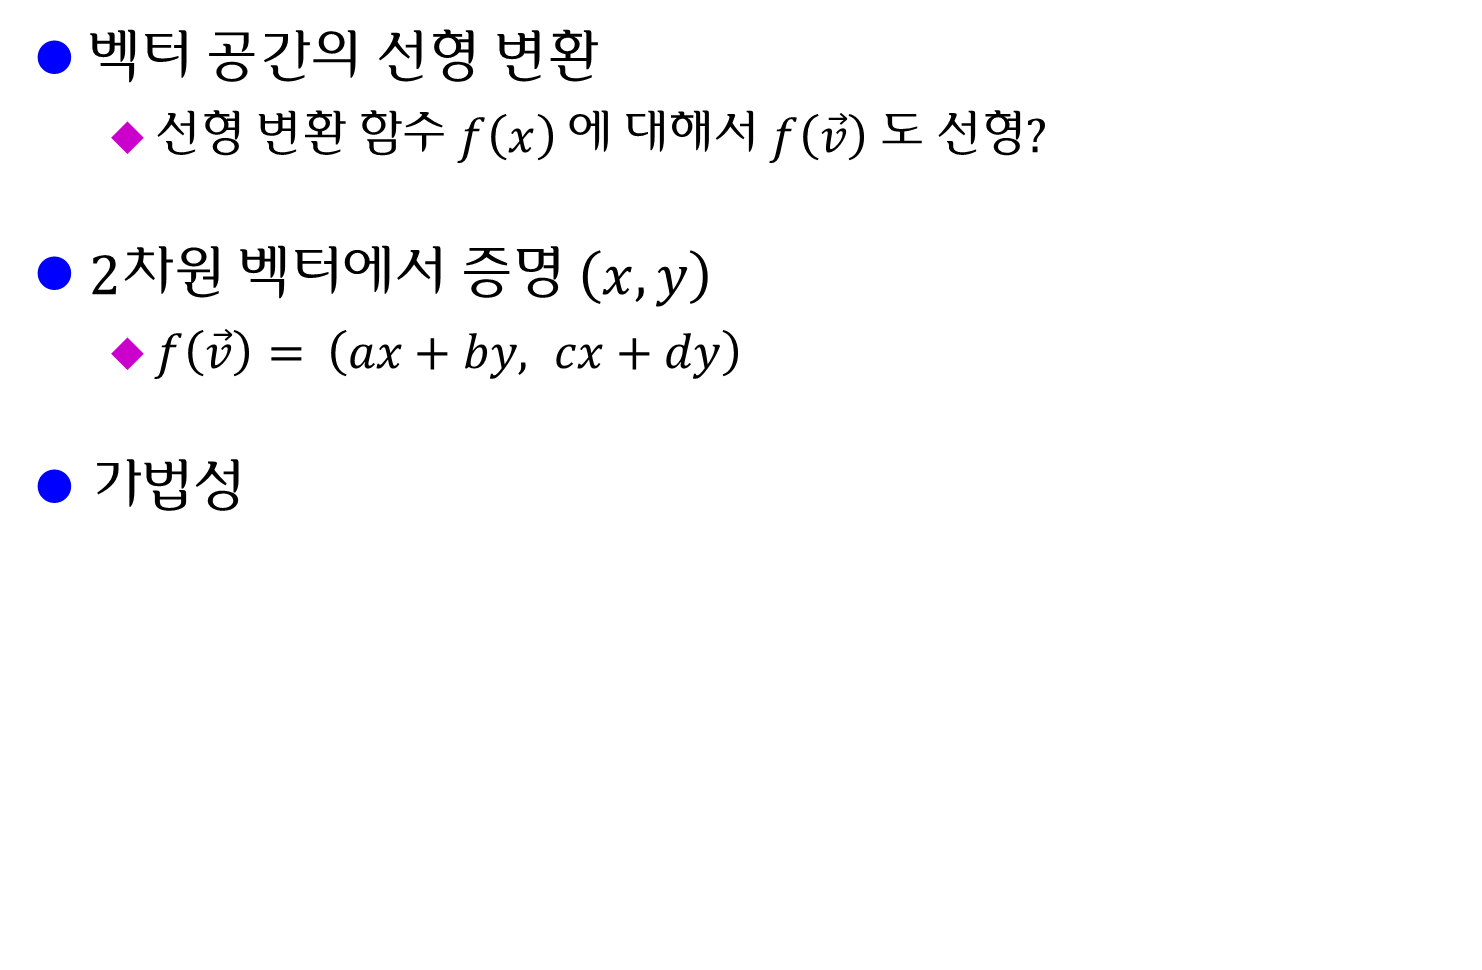 ● 벡터 공간의 선형 변환
◆ 선형 변환 함수 f(x) 에 대해서 f(v⃗) 도 선형?
● 2차원 벡터에서 증명 (x, y)
◆ f(v⃗) = (ax + by, cx + dy)
● 가법성